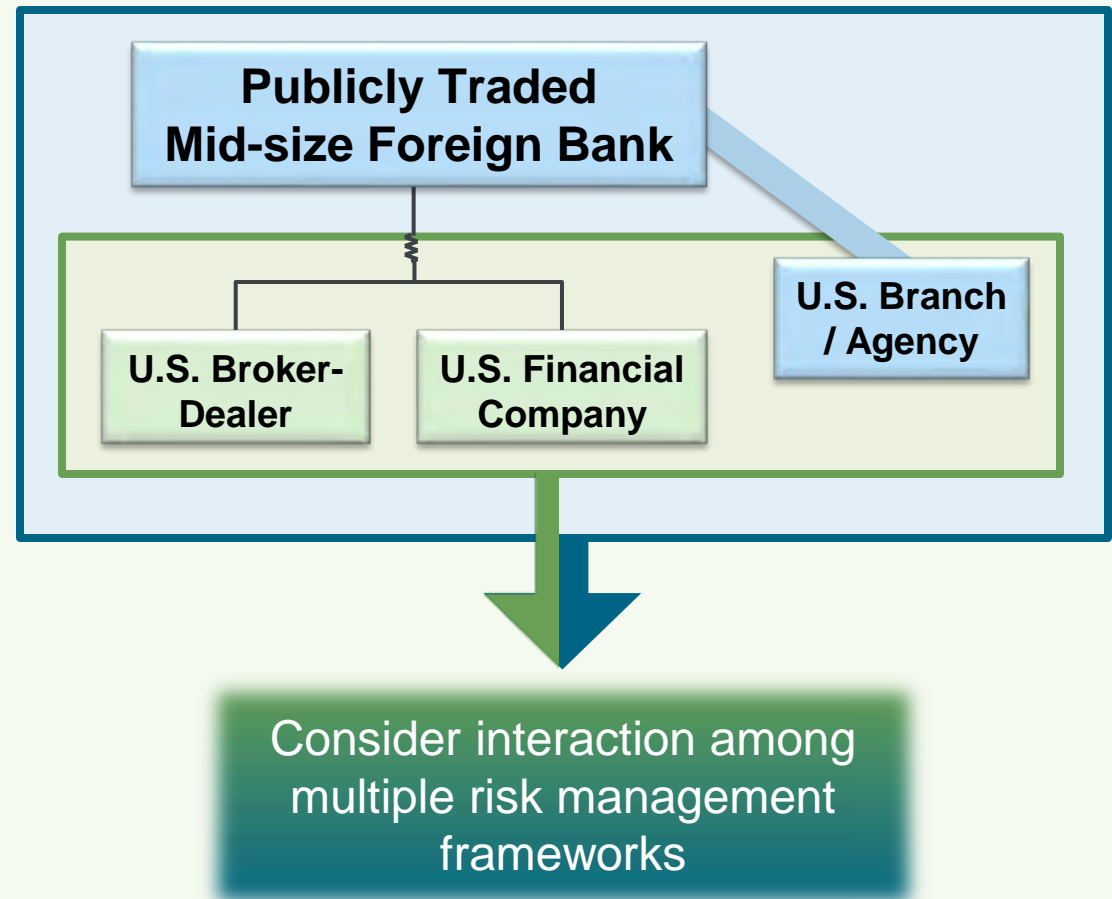 Publicly Traded
Mid-size Foreign Bank
U.S. Branch
/ Agency
U.S. Broker-
Dealer
U.S. Financial
Company
Consider interaction among
multiple risk management
frameworks